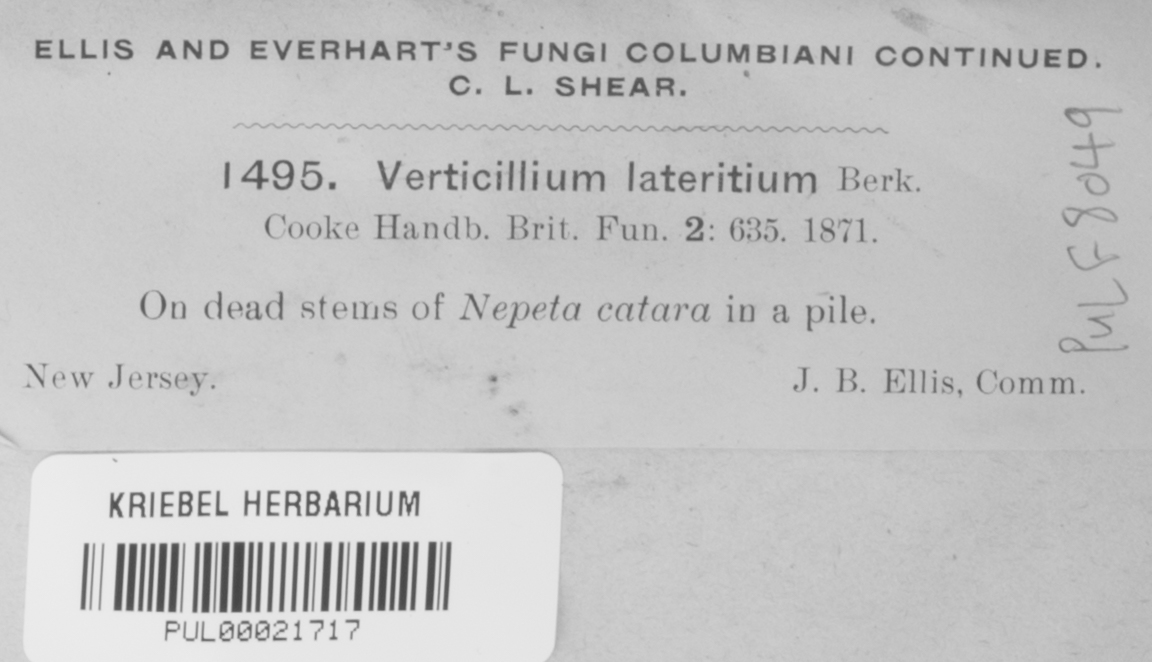 ELLIS AND EVERHART'S FUNGI COLUMBIANI CONTINUED.
C. L. SHEAR.
1495. Verticillium lateritium Berk.
Cooke Handb. Brit. Fun. 2: 635. 1871.
On dead stems of Nepeta catara in a pile.
New Jersey. J. B. Ellis, Comm.
PUL F 8049
KRIEBEL HERBARIUM
PUL00021717